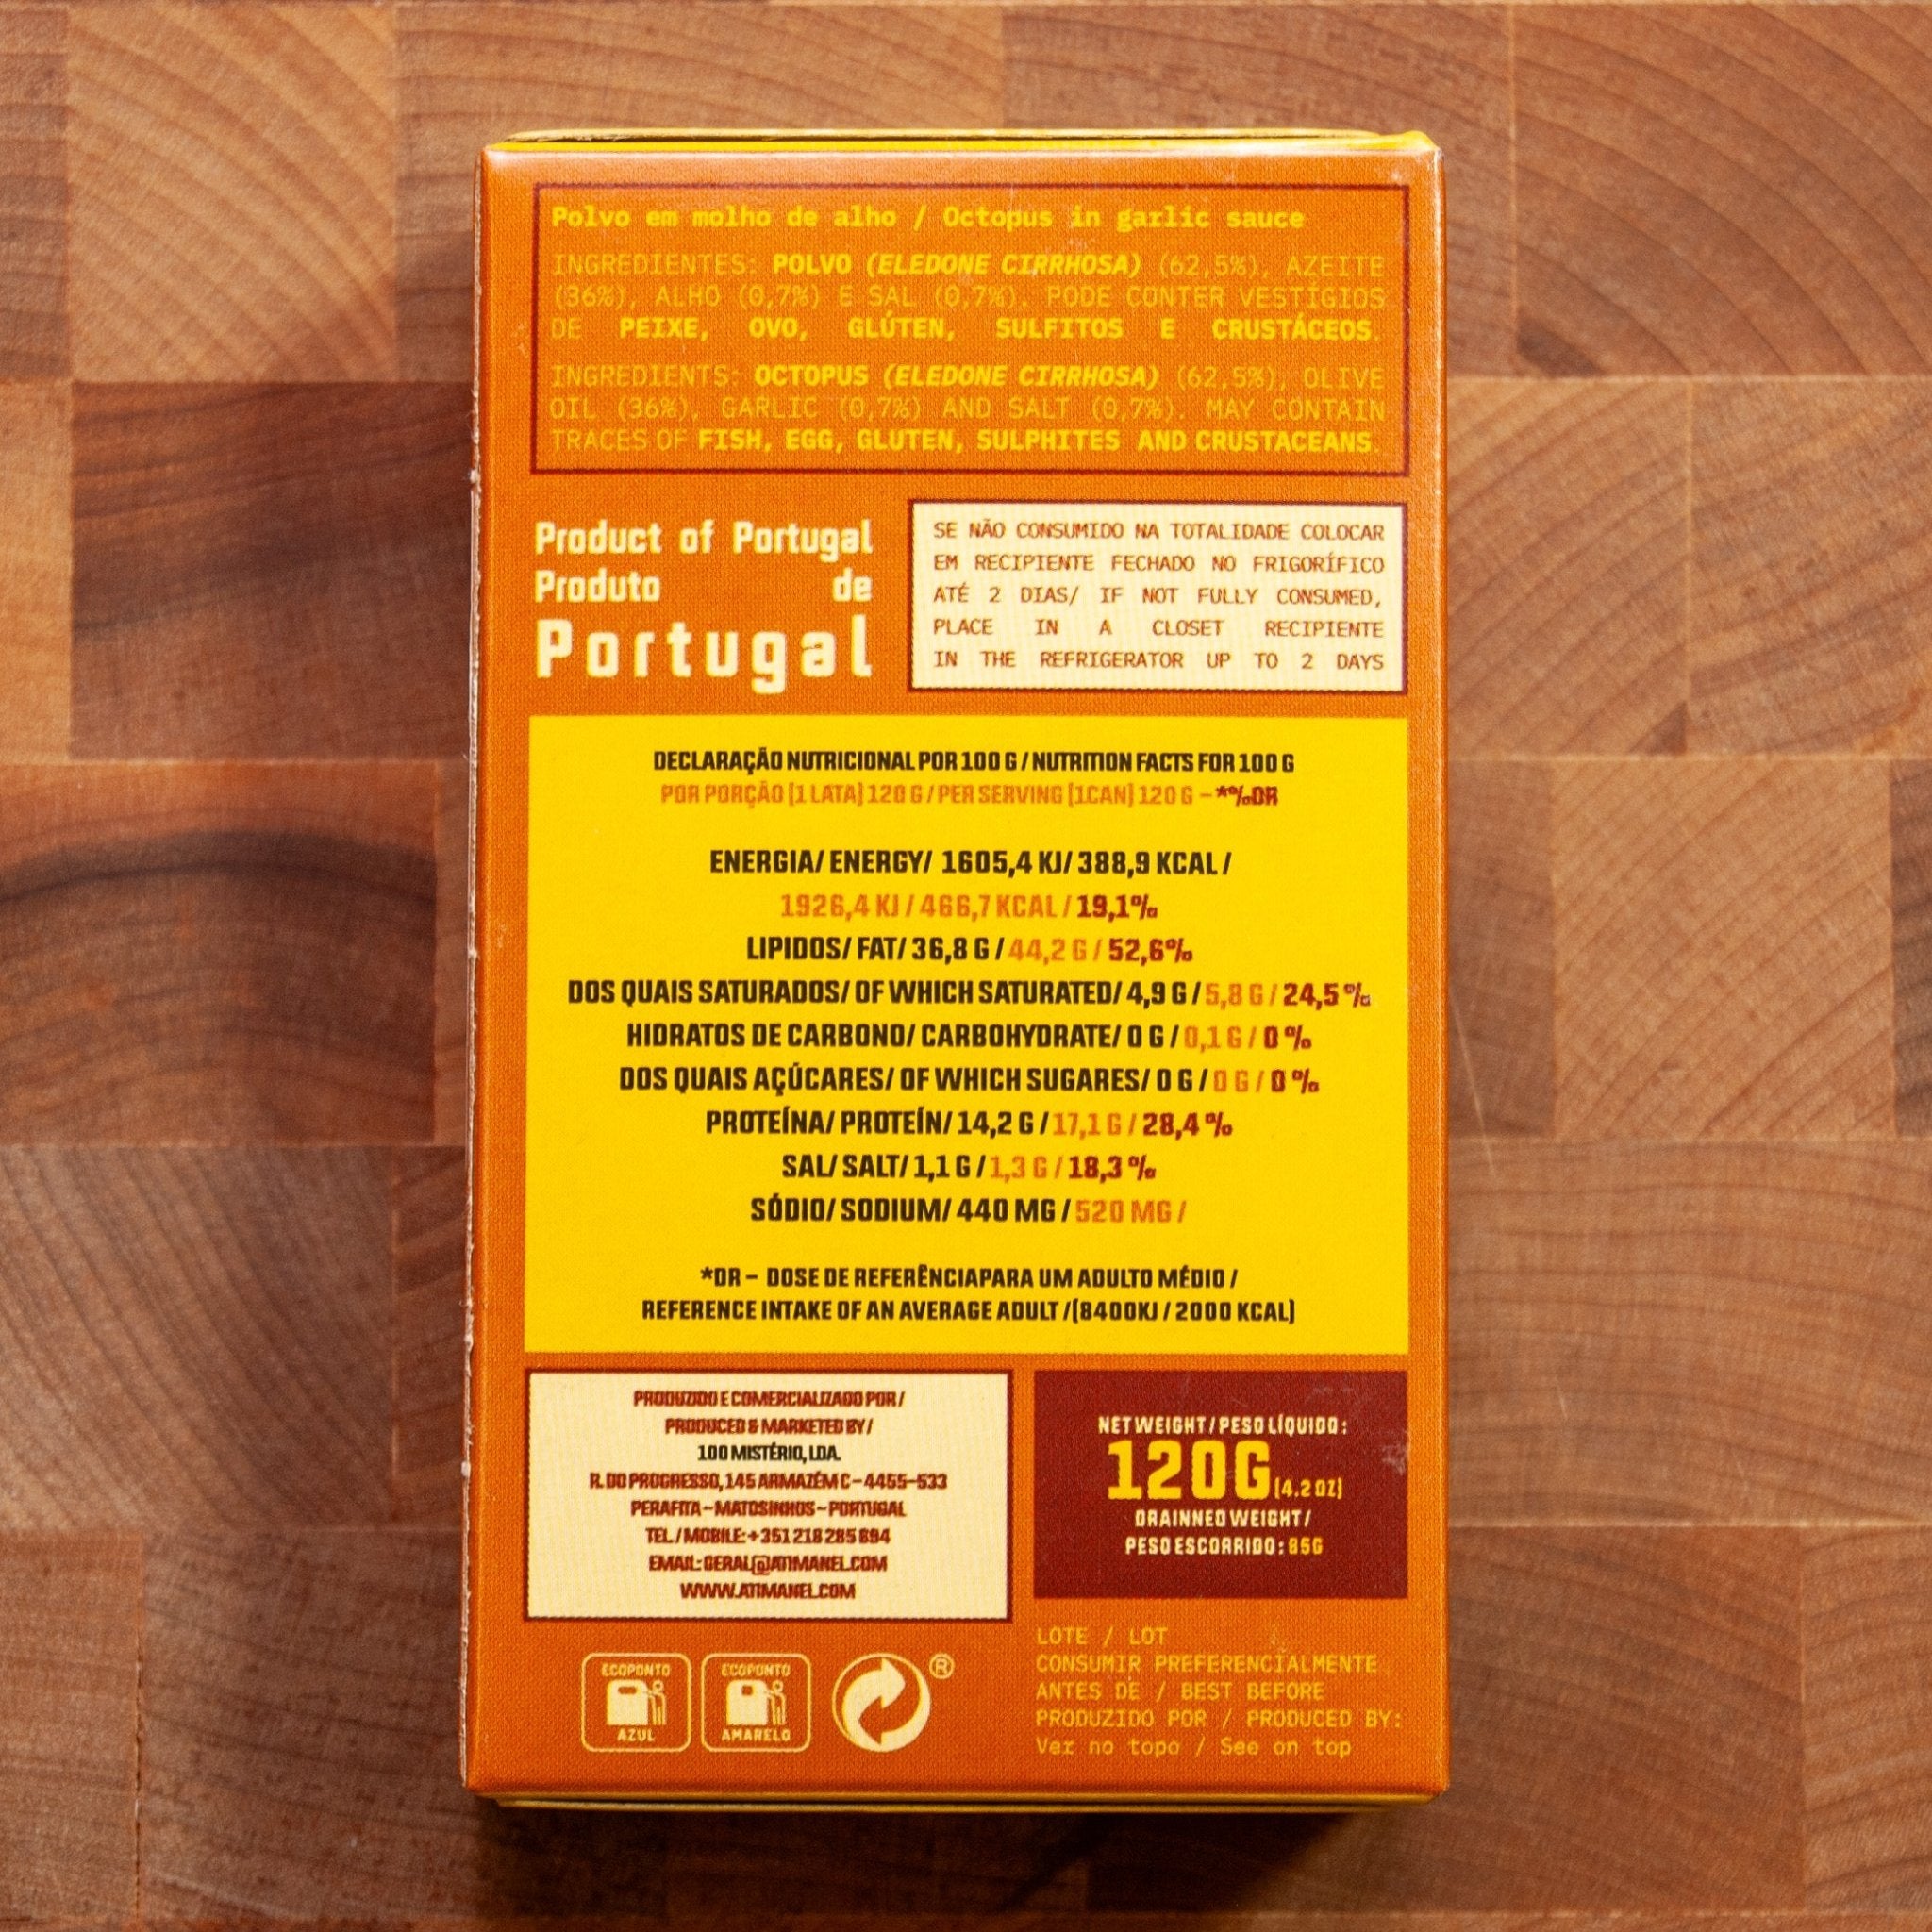 Polvo em molho de alho / Octopus in garlic sauce
INGREDIENTES: POLVO (ELEDONE CIRRHOSA) (62,5%), AZEITE
(36%), ALHO (0,7%) E SAL (0,7%). PODE CONTER VESTÍGIOS
DE PEIXE, OVO, GLÚTEN, SULFITOS E CRUSTÁCEOS.
INGREDIENTS: OCTOPUS (ELEDONE CIRRHOSA) (62,5%), OLIVE
OIL (36%), GARLIC (0,7%) AND SALT (0,7%). MAY CONTAIN
TRACES OF FISH, EGG, GLUTEN, SULPHITES AND CRUSTACEANS.
Product of Portugal
Produto de
Portugal
SE NÃO CONSUMIDO NA TOTALIDADE COLOCAR
EM RECIPIENTE FECHADO NO FRIGORÍFICO
ATÉ 2 DIAS/ IF NOT FULLY CONSUMED,
PLACE IN A CLOSET RECIPIENTE
IN THE REFRIGERATOR UP TO 2 DAYS
DECLARAÇÃO NUTRICIONAL POR 100 G / NUTRITION FACTS FOR 100 G
POR PORÇÃO (1 LATA) 120 G / PER SERVING (1CAN) 120 G – *%DR
ENERGIA/ ENERGY/ 1605,4 KJ/ 388,9 KCAL /
1926,4 KJ / 466,7 KCAL / 19,1%
LIPIDOS/ FAT/ 36,8 G / 44,2 G / 52,6%
DOS QUAIS SATURADOS/ OF WHICH SATURATED/ 4,9 G / 5,8 G / 24,5 %
HIDRATOS DE CARBONO/ CARBOHYDRATE/ 0 G / 0,1 G / 0 %
DOS QUAIS AÇÚCARES/ OF WHICH SUGARES/ 0 G / 0 G / 0 %
PROTEÍNA/ PROTEÍN/ 14,2 G / 17,1 G / 28,4 %
SAL/ SALT/ 1,1 G / 1,3 G / 18,3 %
SÓDIO/ SODIUM/ 440 MG / 520 MG /
*DR – DOSE DE REFERÊNCIAPARA UM ADULTO MÉDIO /
REFERENCE INTAKE OF AN AVERAGE ADULT /(8400KJ / 2000 KCAL)
PRODUZIDO E COMERCIALIZADO POR /
PRODUCED & MARKETED BY /
100 MISTÉRIO, LDA.
R. DO PROGRESSO, 145 ARMAZÉM C – 4455-533
PERAFITA – MATOSINHOS – PORTUGAL
TEL. / MOBILE: +351 218 285 694
EMAIL: GERAL@ATIMANEL.COM
WWW.ATIMANEL.COM
NET WEIGHT / PESO LÍQUIDO:
120G (4.2 OZ)
DRAINNED WEIGHT /
PESO ESCORRIDO: 85G
LOTE / LOT
CONSUMIR PREFERENCIALMENTE
ANTES DE / BEST BEFORE
PRODUZIDO POR / PRODUCED BY:
Ver no topo / See on top
ECOPONTO
AZUL
ECOPONTO
AMARELO
®